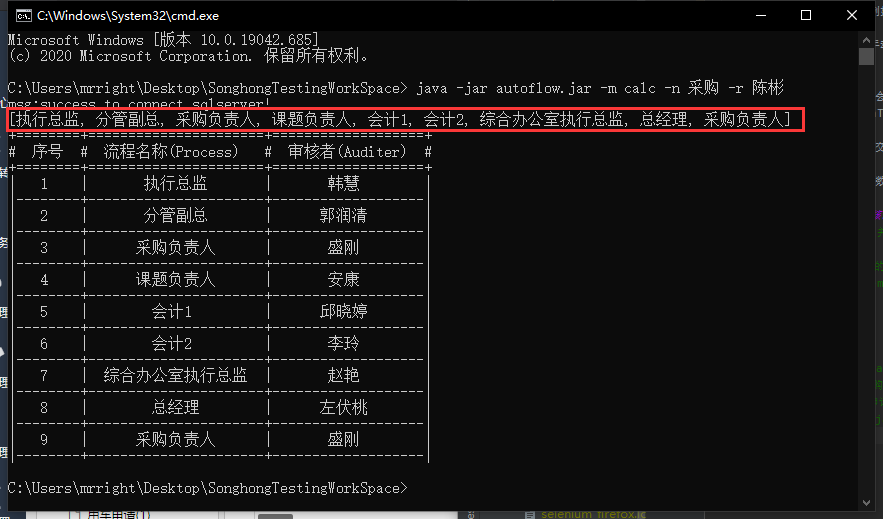 C:\Windows\System32\cmd.exe
Microsoft Windows [版本 10.0.19042.685]
(c) 2020 Microsoft Corporation. 保留所有权利。
C:\Users\mrright\Desktop\SonghongTestingWorkSpace> java -jar autoflow.jar -m calc -n 采购 -r 陈彬
msg:success to connect sqlserver!
[执行总监, 分管副总, 采购负责人, 课题负责人, 会计1, 会计2, 综合办公室执行总监, 总经理, 采购负责人]
+=======+==================+===============+
# 序号 # 流程名称(Process) # 审核者(Auditer) #
+=======+==================+===============+
| 1 | 执行总监 | 韩慧 |
| 2 | 分管副总 | 郭润清 |
| 3 | 采购负责人 | 盛刚 |
| 4 | 课题负责人 | 安康 |
| 5 | 会计1 | 邱晓婷 |
| 6 | 会计2 | 李玲 |
| 7 | 综合办公室执行总监 | 赵艳 |
| 8 | 总经理 | 左伏桃 |
| 9 | 采购负责人 | 盛刚 |
C:\Users\mrright\Desktop\SonghongTestingWorkSpace>
用车申请(1)
selenium firefox.ic